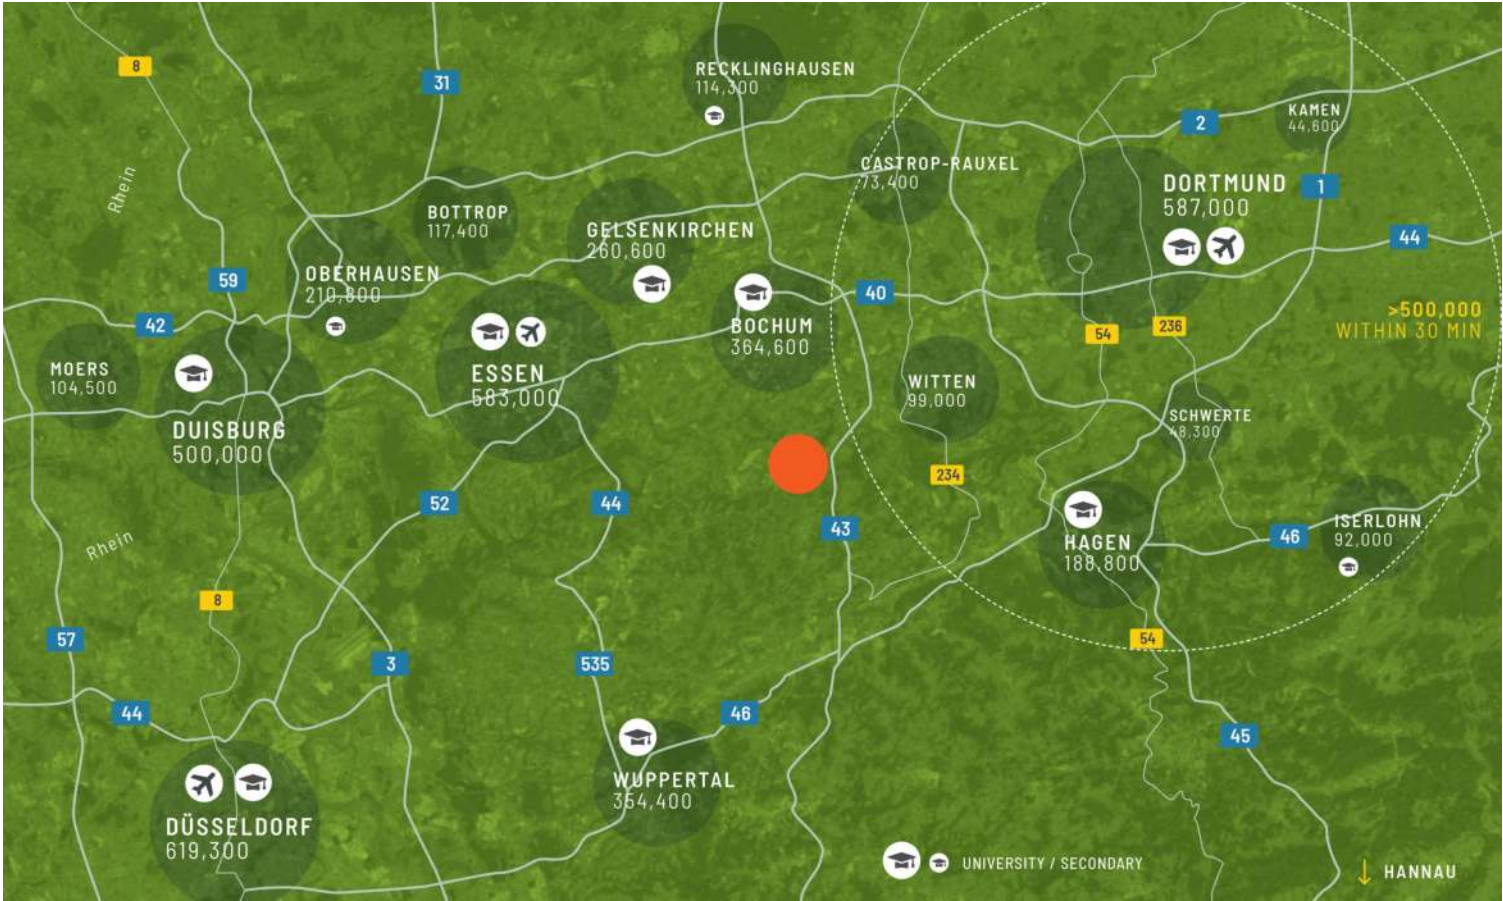 8
31
RECKLINGHAUSEN
114,300
2
KAMEN
44,600
Rhein
CASTROP-RAUXEL
73,400
DORTMUND
587,000
1
BOTTROP
117,400
GELSENKIRCHEN
260,600
44
59
OBERHAUSEN
210,800
40
42
BOCHUM
364,600
54
236
>500,000
WITHIN 30 MIN
MOERS
104,500
ESSEN
583,000
WITTEN
99,000
DUISBURG
500,000
SCHWERTE
48,300
234
52
44
43
HAGEN
188,800
46
ISERLOHN
92,000
Rhein
8
57
3
535
54
44
46
45
WUPPERTAL
354,400
DÜSSELDORF
619,300
UNIVERSITY / SECONDARY
HANNAU